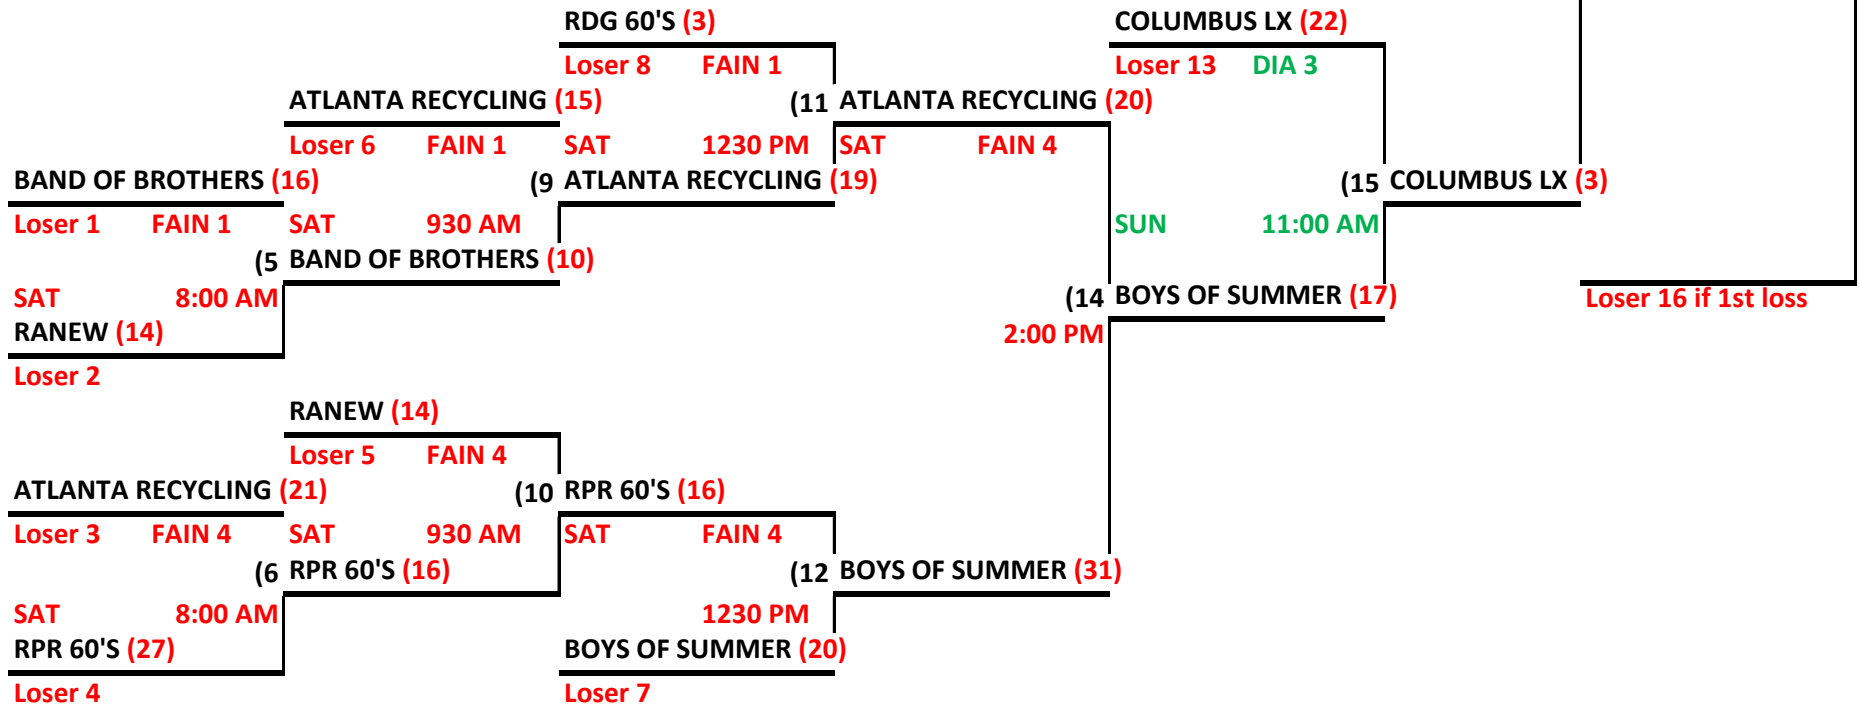 RDG 60'S (3) COLUMBUS LX (22)
Loser 8 FAIN 1 Loser 13 DIA 3
ATLANTA RECYCLING (15) (11 ATLANTA RECYCLING (20)
Loser 6 FAIN 1 SAT 1230 PM SAT FAIN 4
BAND OF BROTHERS (16) (9 ATLANTA RECYCLING (19) (15 COLUMBUS LX (3)
Loser 1 FAIN 1 SAT 930 AM SUN 11:00 AM
(5 BAND OF BROTHERS (10)
SAT 8:00 AM (14 BOYS OF SUMMER (17) Loser 16 if 1st loss
RANEW (14) 2:00 PM
Loser 2
RANEW (14)
Loser 5 FAIN 4
ATLANTA RECYCLING (21) (10 RPR 60'S (16)
Loser 3 FAIN 4 SAT 930 AM SAT FAIN 4
(6 RPR 60'S (16) (12 BOYS OF SUMMER (31)
SAT 8:00 AM 1230 PM
RPR 60'S (27) BOYS OF SUMMER (20)
Loser 4 Loser 7